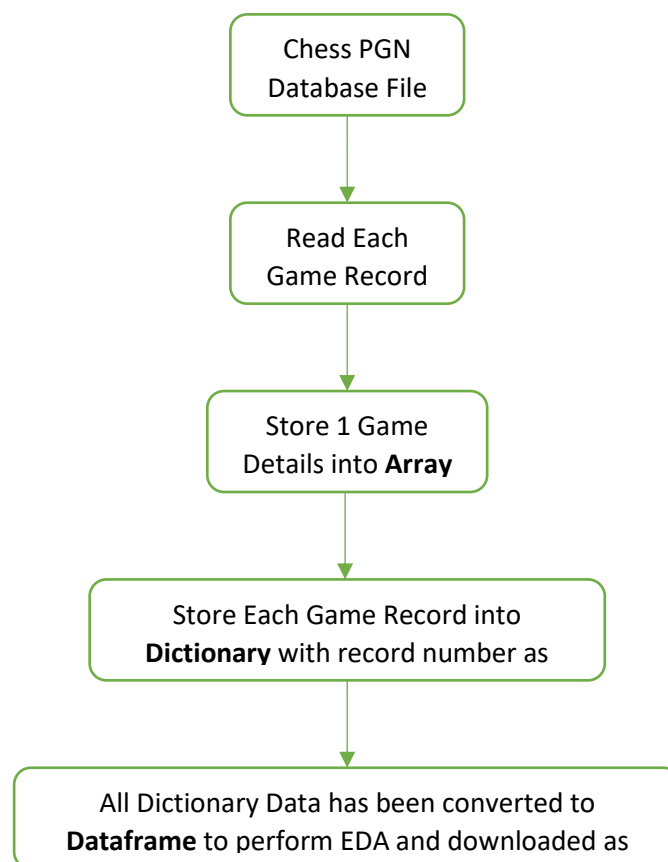 Chess PGN
Database File
Read Each
Game Record
Store 1 Game
Details into Array
Store Each Game Record into
Dictionary with record number as
All Dictionary Data has been converted to
Dataframe to perform EDA and downloaded as